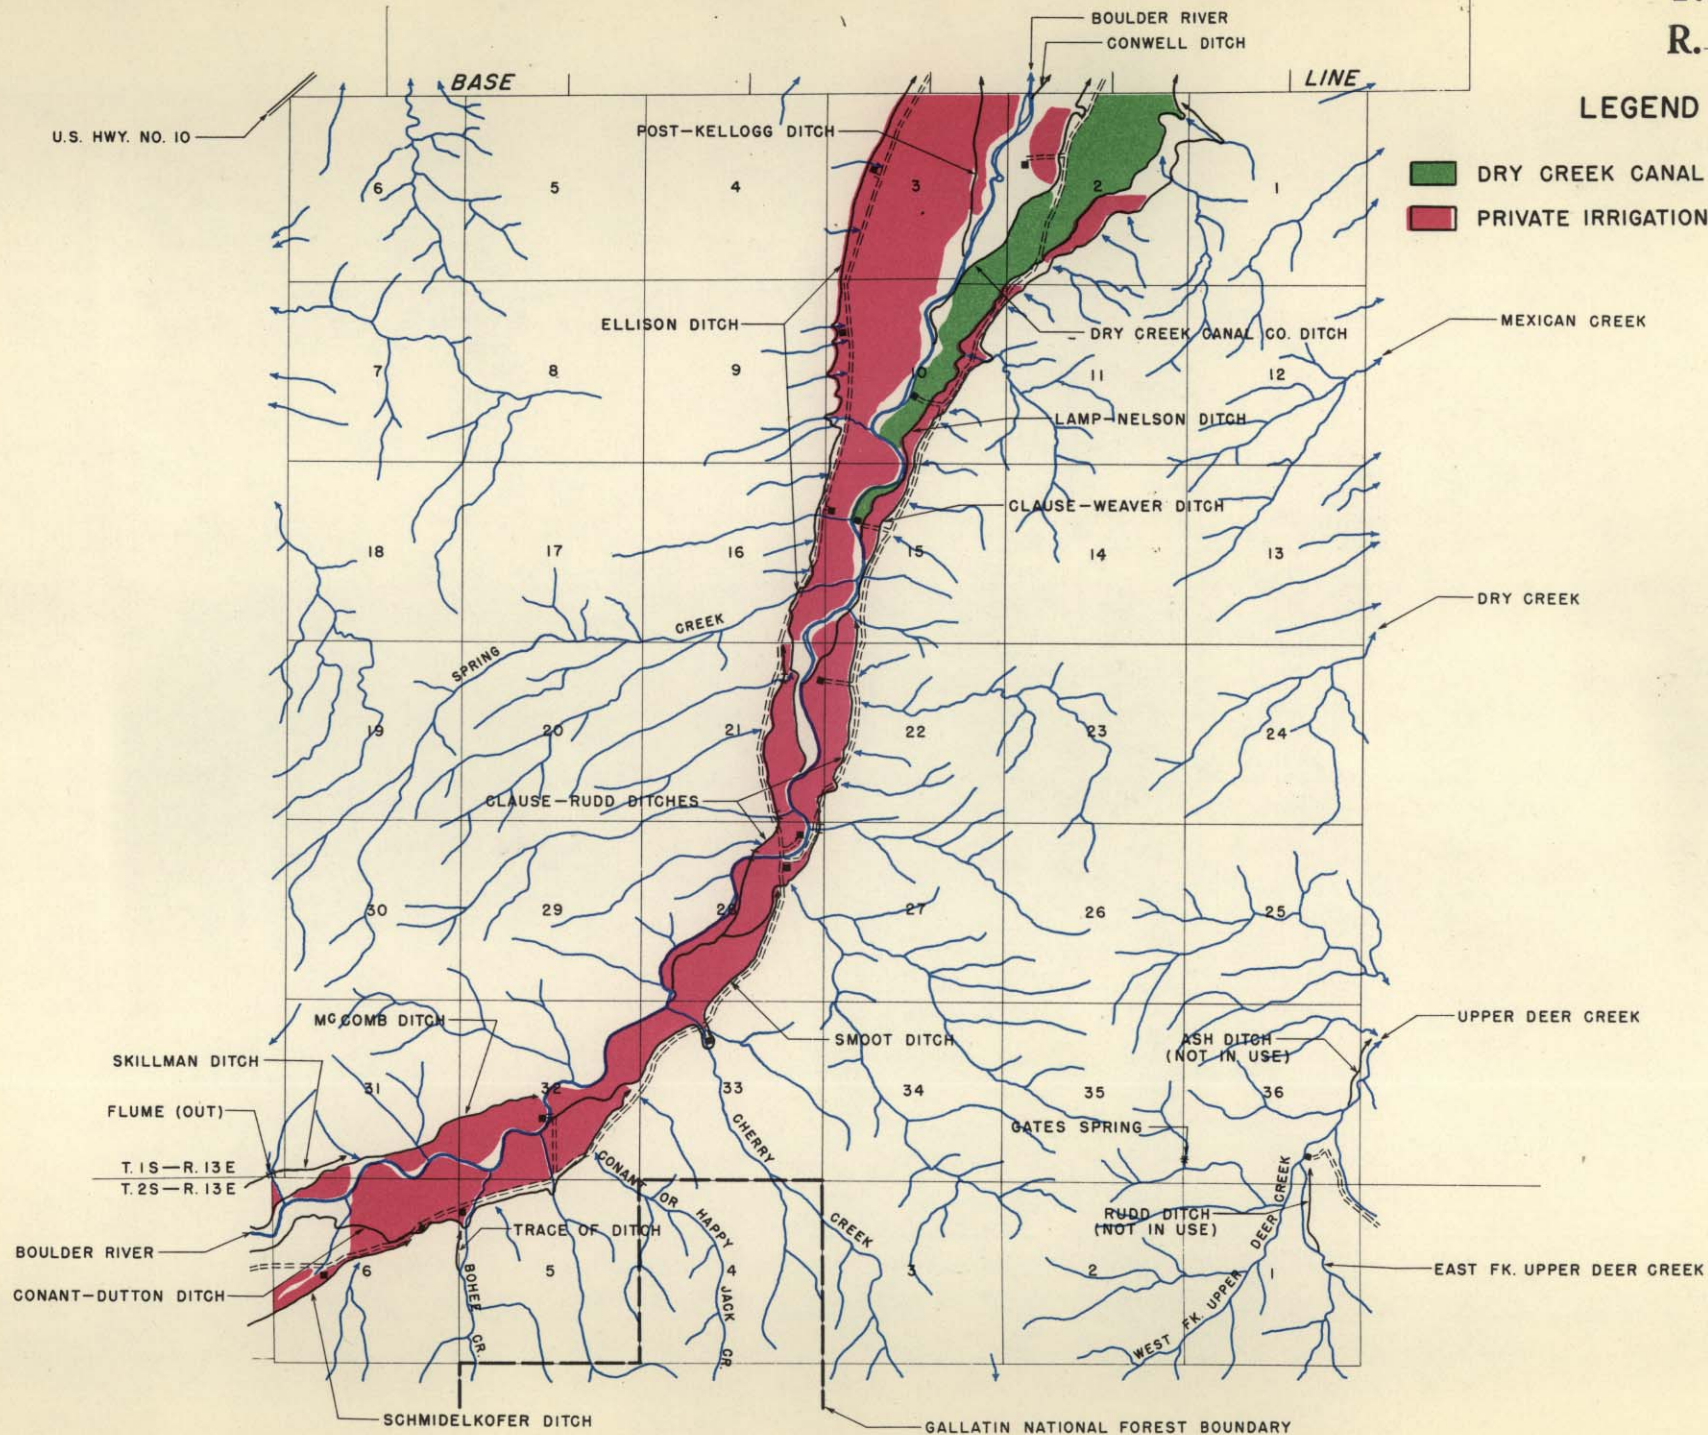 BOULDER RIVER
CONWELL DITCH
R.
BASE
LINE
LEGEND
U.S. HWY. NO. 10
POST-KELLOGG DITCH
DRY CREEK CANAL
PRIVATE IRRIGATION
6
5
4
3
2
1
ELLISON DITCH
DRY CREEK CANAL CO. DITCH
MEXICAN CREEK
7
8
9
10
11
12
LAMP-NELSON DITCH
CLAUSE-WEAVER DITCH
18
17
16
15
14
13
DRY CREEK
SPRING
CREEK
19
20
21
22
23
24
CLAUSE-RUDD DITCHES
30
29
28
27
26
25
McCOMB DITCH
SMOOT DITCH
ASH DITCH
(NOT IN USE)
UPPER DEER CREEK
SKILLMAN DITCH
31
32
33
34
35
36
FLUME (OUT)
CHERRY
CREEK
GATES SPRING
T. 1S-R. 13E
T. 2S-R. 13E
CONANT OR HAPPY JACK CR.
TRACE OF DITCH
RUDD DITCH
(NOT IN USE)
DEER CREEK
BOULDER RIVER
6
5
4
3
2
1
BOHEE CR.
EAST FK. UPPER DEER CREEK
CONANT-DUTTON DITCH
WEST FK. UPPER
SCHMIDELKOFER DITCH
GALLATIN NATIONAL FOREST BOUNDARY